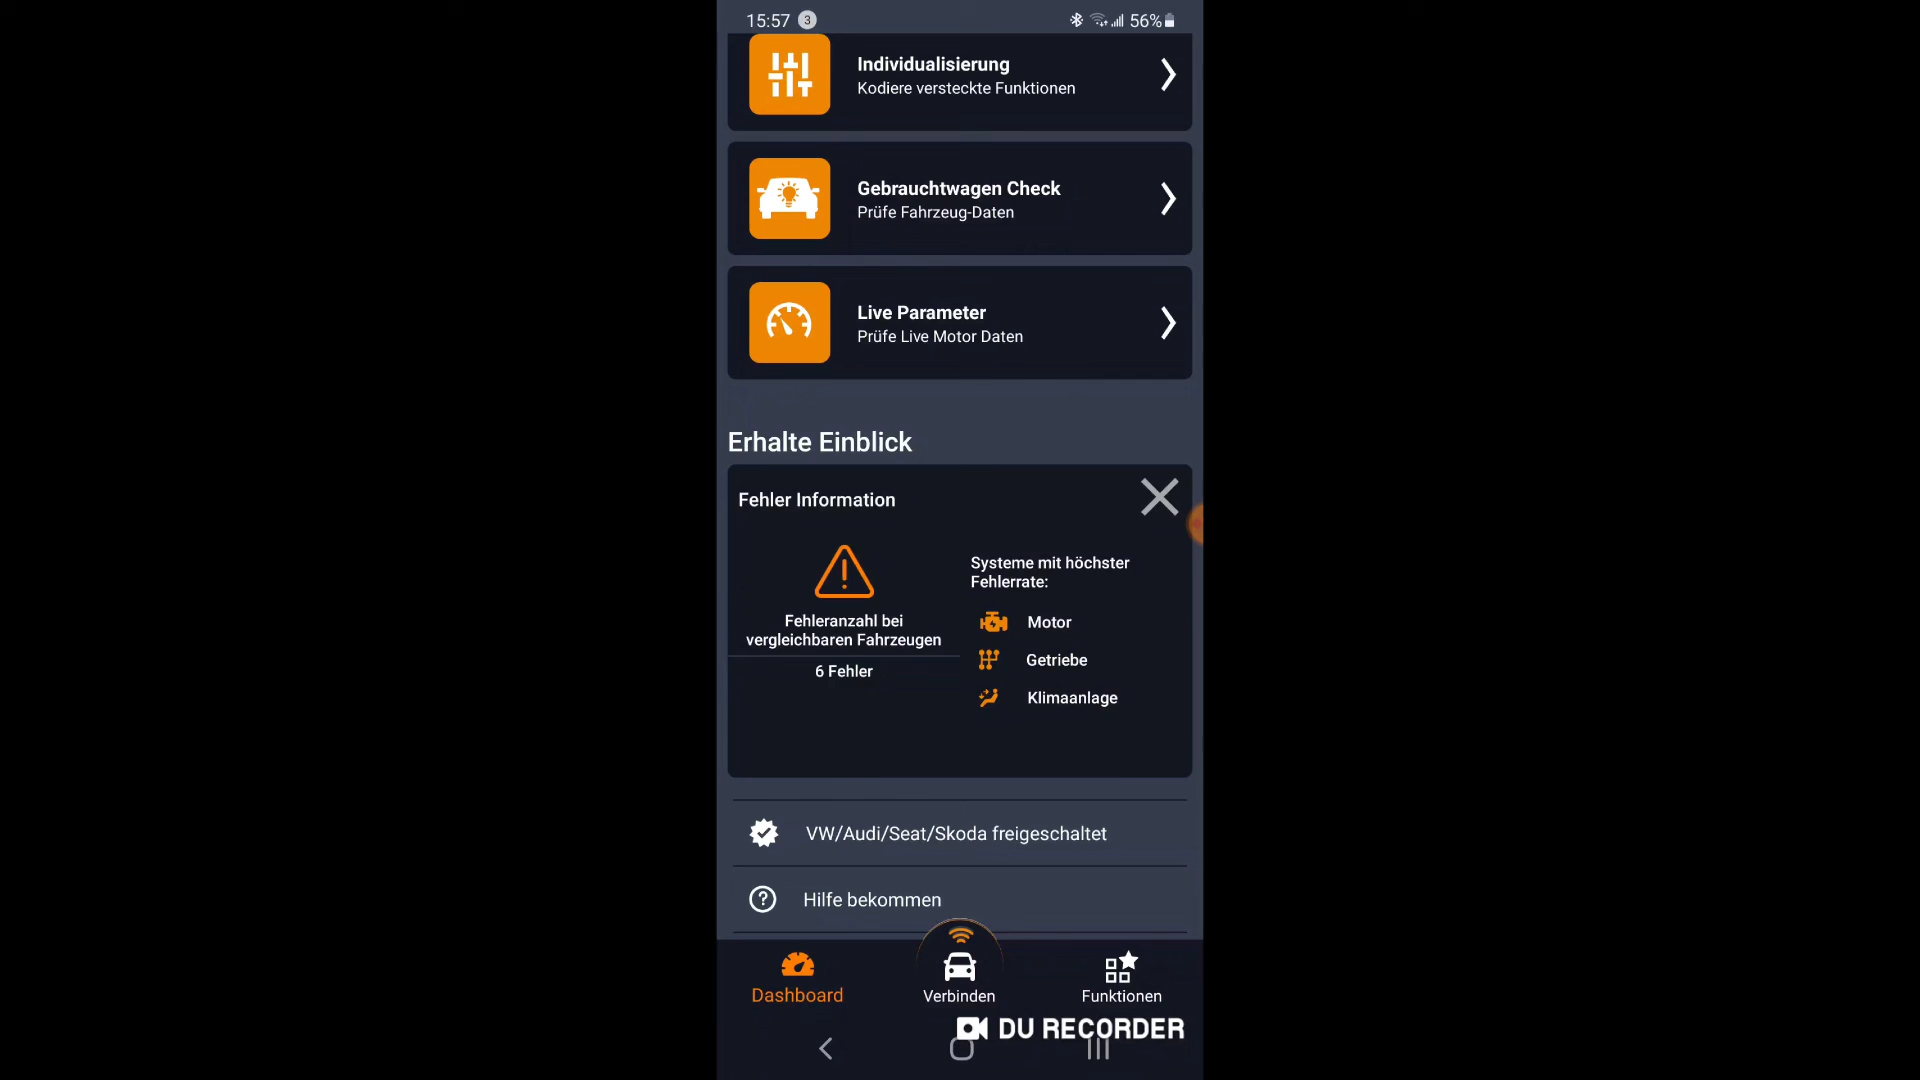 15:57 3 56%
Individualisierung
Kodiere versteckte Funktionen
Gebrauchtwagen Check
Prüfe Fahrzeug-Daten
Live Parameter
Prüfe Live Motor Daten
Erhalte Einblick
Fehler Information
Fehleranzahl bei
vergleichbaren Fahrzeugen
6 Fehler
Systeme mit höchster
Fehlerrate:
Motor
Getriebe
Klimaanlage
VW/Audi/Seat/Skoda freigeschaltet
Hilfe bekommen
Dashboard
Verbinden
Funktionen
DU RECORDER